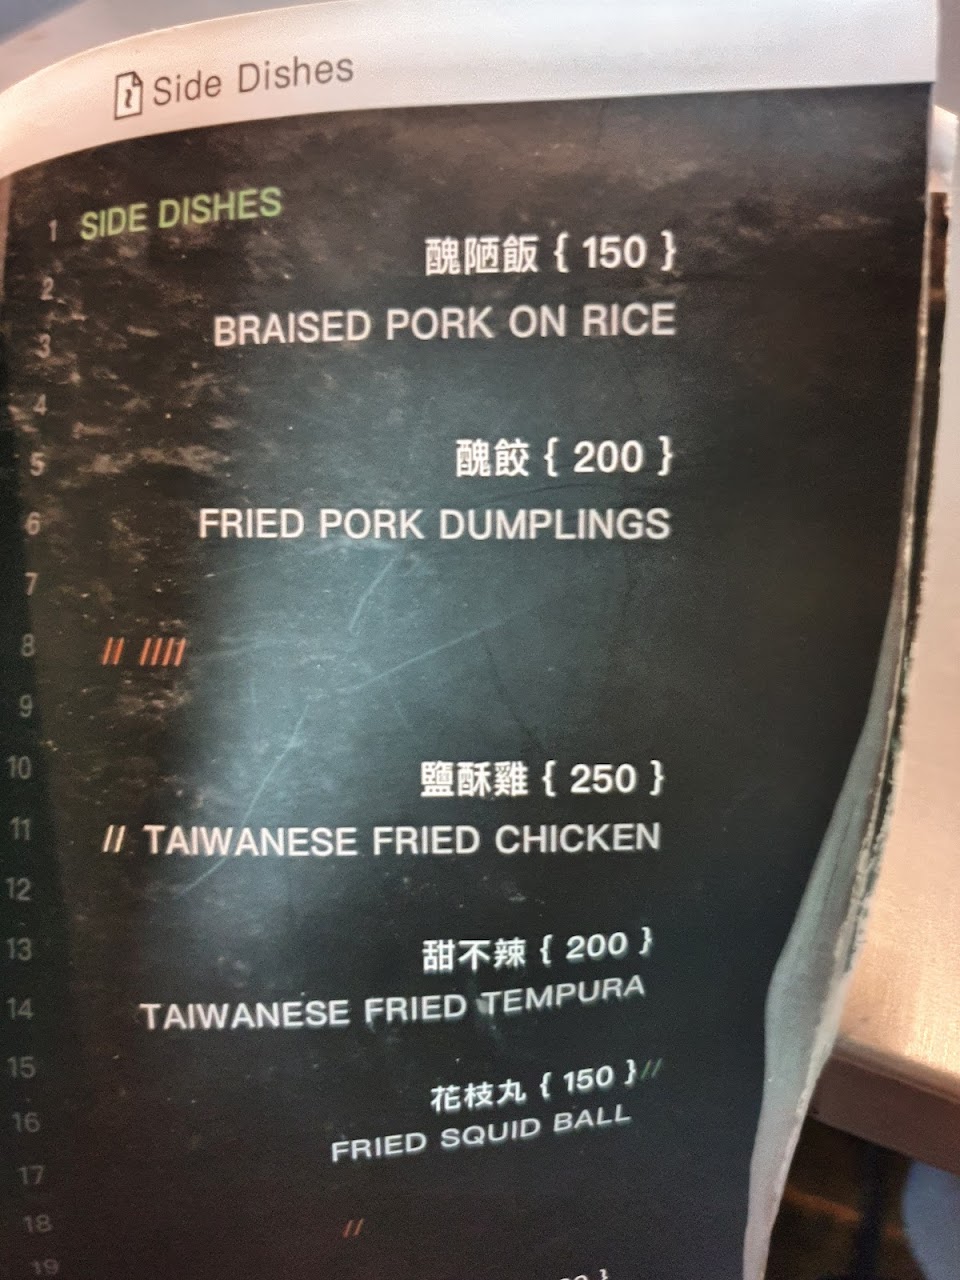 Side Dishes
1 SIDE DISHES
醜陋飯 { 150 }
2
BRAISED PORK ON RICE
3
4
5 醜餃 { 200 }
6 FRIED PORK DUMPLINGS
7
8 // ////
9
10 鹽酥雞 { 250 }
11 // TAIWANESE FRIED CHICKEN
12
13 甜不辣 { 200 }
14 TAIWANESE FRIED TEMPURA
15 花枝丸 { 150 }//
16 FRIED SQUID BALL
17
18 //
19